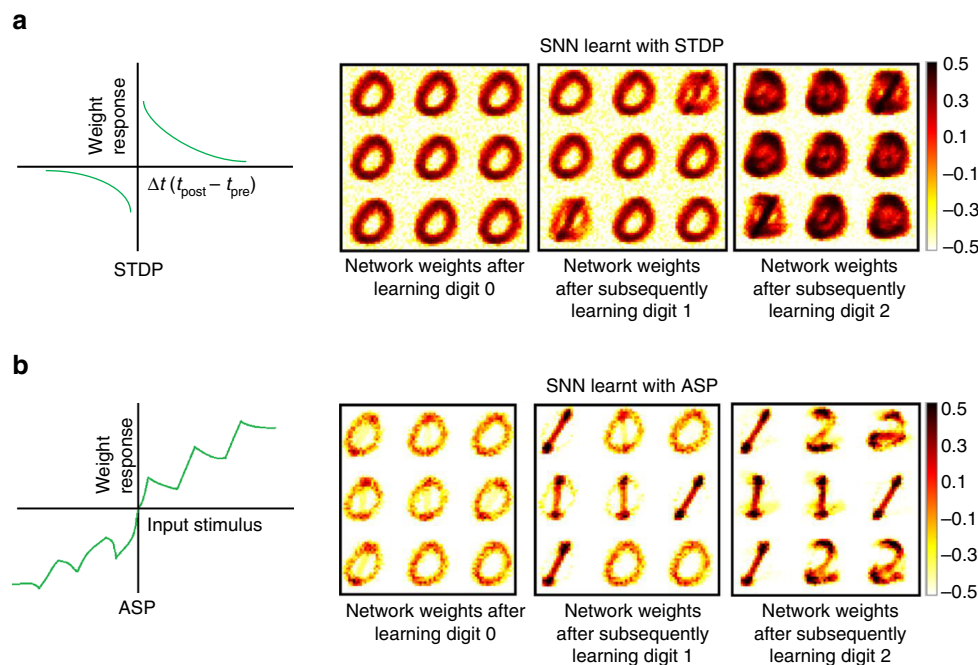 a
SNN learnt with STDP
Weight
response
Δt (t_post – t_pre)
STDP
0.5
0.3
0.1
–0.1
–0.3
–0.5
Network weights after
learning digit 0
Network weights
after subsequently
learning digit 1
Network weights
after subsequently
learning digit 2
b
SNN learnt with ASP
Weight
response
Input stimulus
ASP
0.5
0.3
0.1
–0.1
–0.3
–0.5
Network weights after
learning digit 0
Network weights
after subsequently
learning digit 1
Network weights
after subsequently
learning digit 2